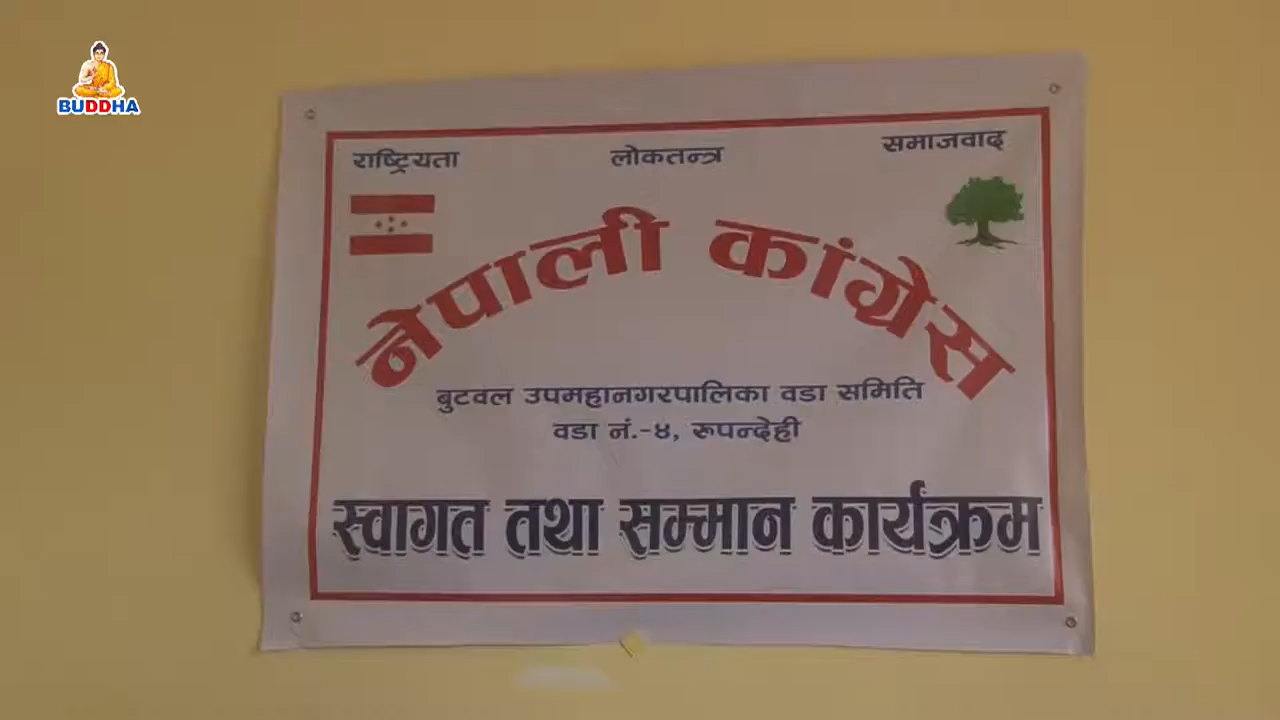 BUDDHA
राष्ट्रियता लोकतन्त्र समाजवाद
नेपाली कांग्रेस
बुटवल उपमहानगरपालिका वडा समिति
वडा नं.-४, रुपन्देही
स्वागत तथा सम्मान कार्यक्रम